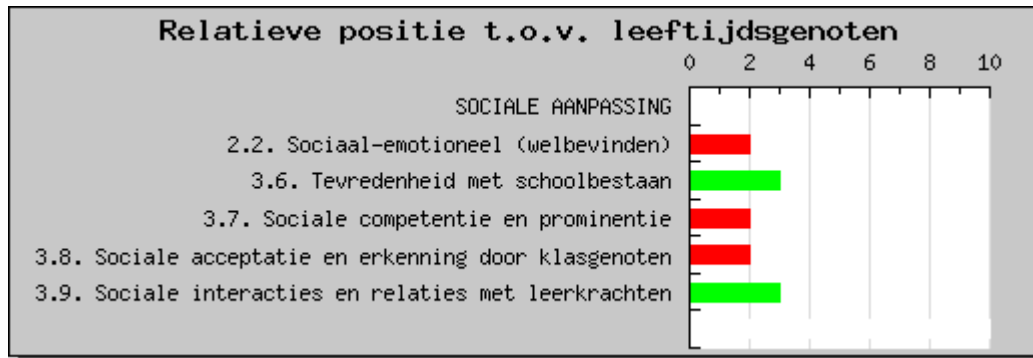 Relatieve positie t.o.v. leeftijdsgenoten
0 2 4 6 8 10
SOCIALE AANPASSING
2.2. Sociaal-emotioneel (welbevinden)
3.6. Tevredenheid met schoolbestaan
3.7. Sociale competentie en prominentie
3.8. Sociale acceptatie en erkenning door klasgenoten
3.9. Sociale interacties en relaties met leerkrachten